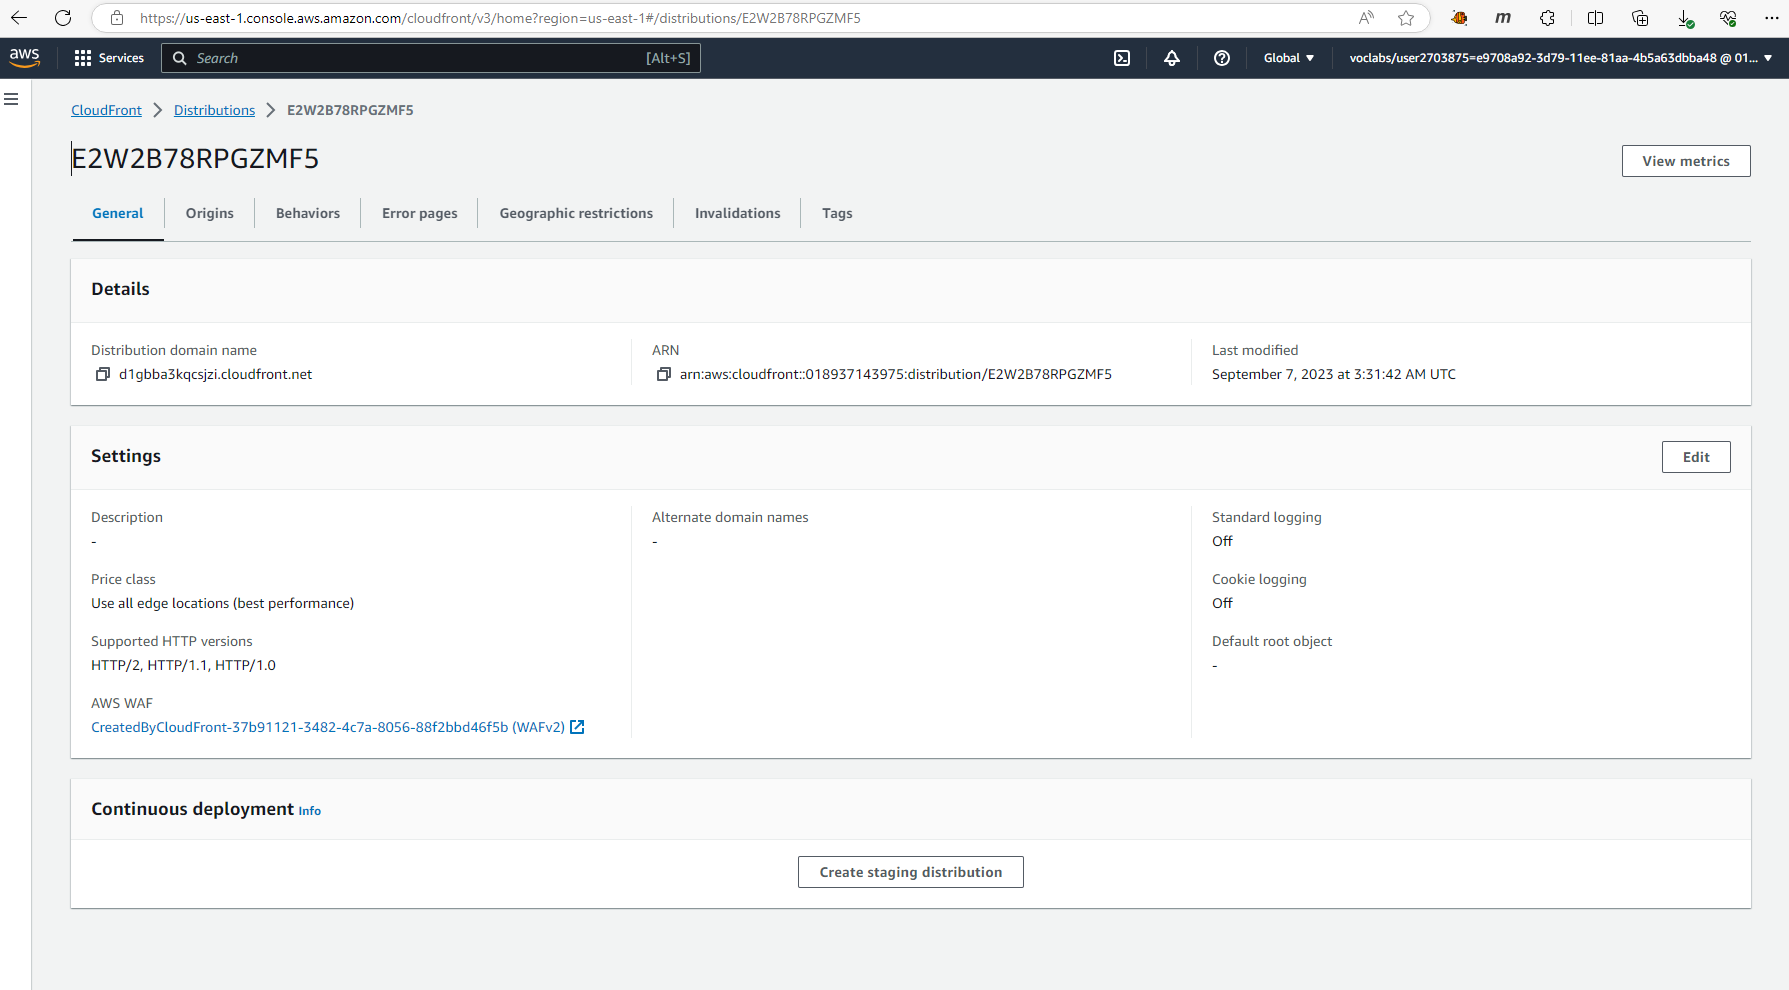 https://us-east-1.console.aws.amazon.com/cloudfront/v3/home?region=us-east-1#/distributions/E2W2B78RPGZMF5
aws Services Search [Alt+S] Global voclabs/user2703875=e9708a92-3d79-11ee-81aa-4b5a63dbba48 @ 01...
CloudFront Distributions E2W2B78RPGZMF5
E2W2B78RPGZMF5
View metrics
General Origins Behaviors Error pages Geographic restrictions Invalidations Tags
Details
Distribution domain name
d1gbba3kqcsjzi.cloudfront.net
ARN
arn:aws:cloudfront::018937143975:distribution/E2W2B78RPGZMF5
Last modified
September 7, 2023 at 3:31:42 AM UTC
Settings
Edit
Description
-
Price class
Use all edge locations (best performance)
Supported HTTP versions
HTTP/2, HTTP/1.1, HTTP/1.0
AWS WAF
CreatedByCloudFront-37b91121-3482-4c7a-8056-88f2bbd46f5b (WAFv2)
Alternate domain names
-
Standard logging
Off
Cookie logging
Off
Default root object
-
Continuous deployment Info
Create staging distribution